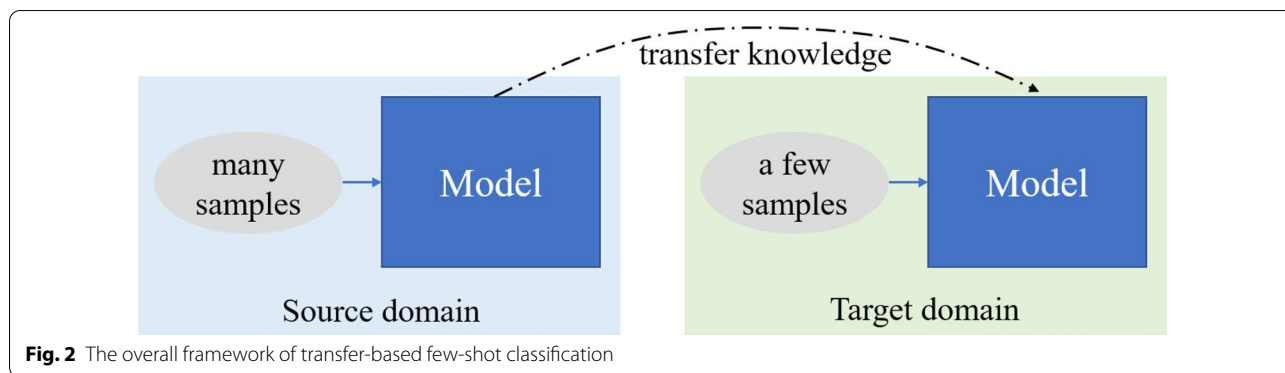 transfer knowledge
many
samples
Model
Source domain
a few
samples
Model
Target domain
Fig. 2 The overall framework of transfer-based few-shot classification